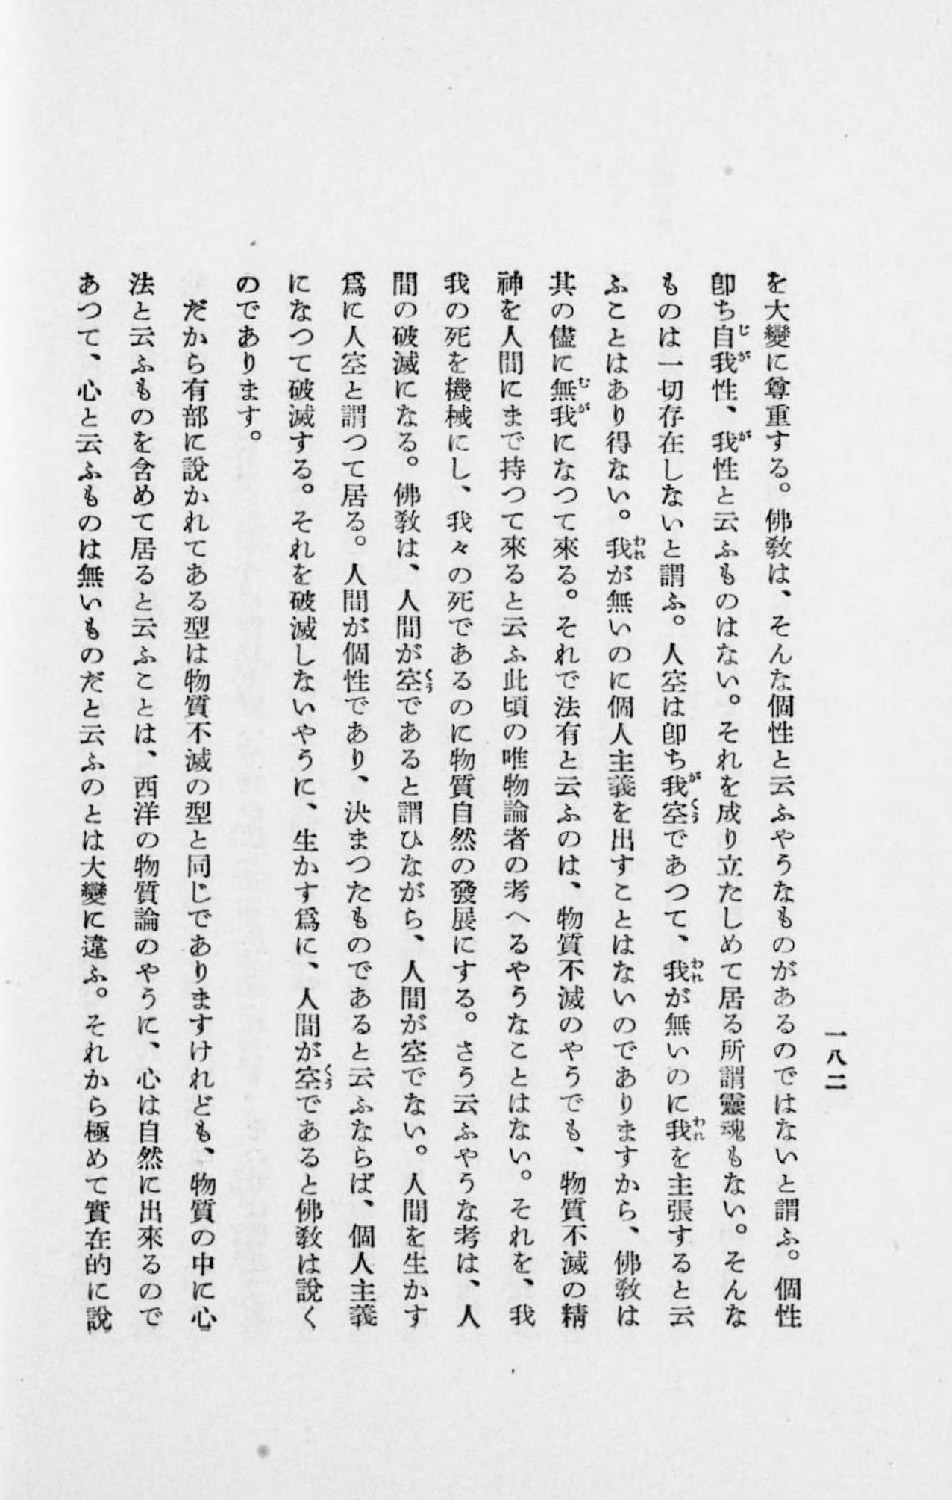 一八二
を大變に尊重する。佛敎は、そんな個性と云ふやうなものがあるのではないと謂ふ。個性
卽ち自我性、我性と云ふものはない。それを成り立たしめて居る所謂靈魂もない。そんな
ものは一切存在しないと謂ふ。人空は卽ち我空であつて、我が無いのに我を主張すると云
ふことはあり得ない。我が無いのに個人主義を出すことはないのでありますから、佛敎は
其の儘に無我になつて來る。それで法有と云ふのは、物質不滅のやうでも、物質不滅の精
神を人間にまで持つて來ると云ふ此頃の唯物論者の考へるやうなことはない。それを、我
我の死を機械にし、我々の死であるのに物質自然の發展にする。さう云ふやうな考は、人
間の破滅になる。佛敎は、人間が空であると謂ひながら、人間が空でない。人間を生かす
爲に人空と謂つて居る。人間が個性であり、決まつたものであると云ふならば、個人主義
になつて破滅する。それを破滅しないやうに、生かす爲に、人間が空であると佛敎は說く
のであります。
だから有部に說かれてある型は物質不滅の型と同じでありますけれども、物質の中に心
法と云ふものを含めて居ると云ふことは、西洋の物質論のやうに、心は自然に出來るので
あつて、心と云ふものは無いものだと云ふのとは大變に違ふ。それから極めて實在的に說